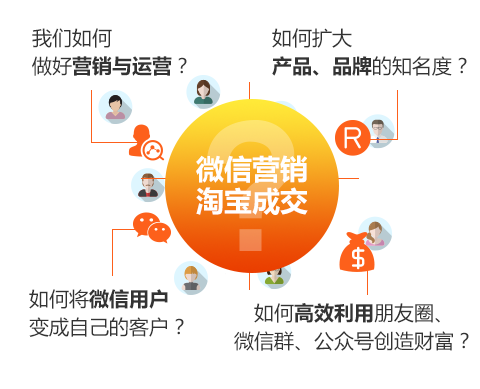 我们如何
做好营销与运营？
如何扩大
产品、品牌的知名度？
R
?
微信营销
淘宝成交
$
如何将微信用户
变成自己的客户？
如何高效利用朋友圈、
微信群、公众号创造财富？